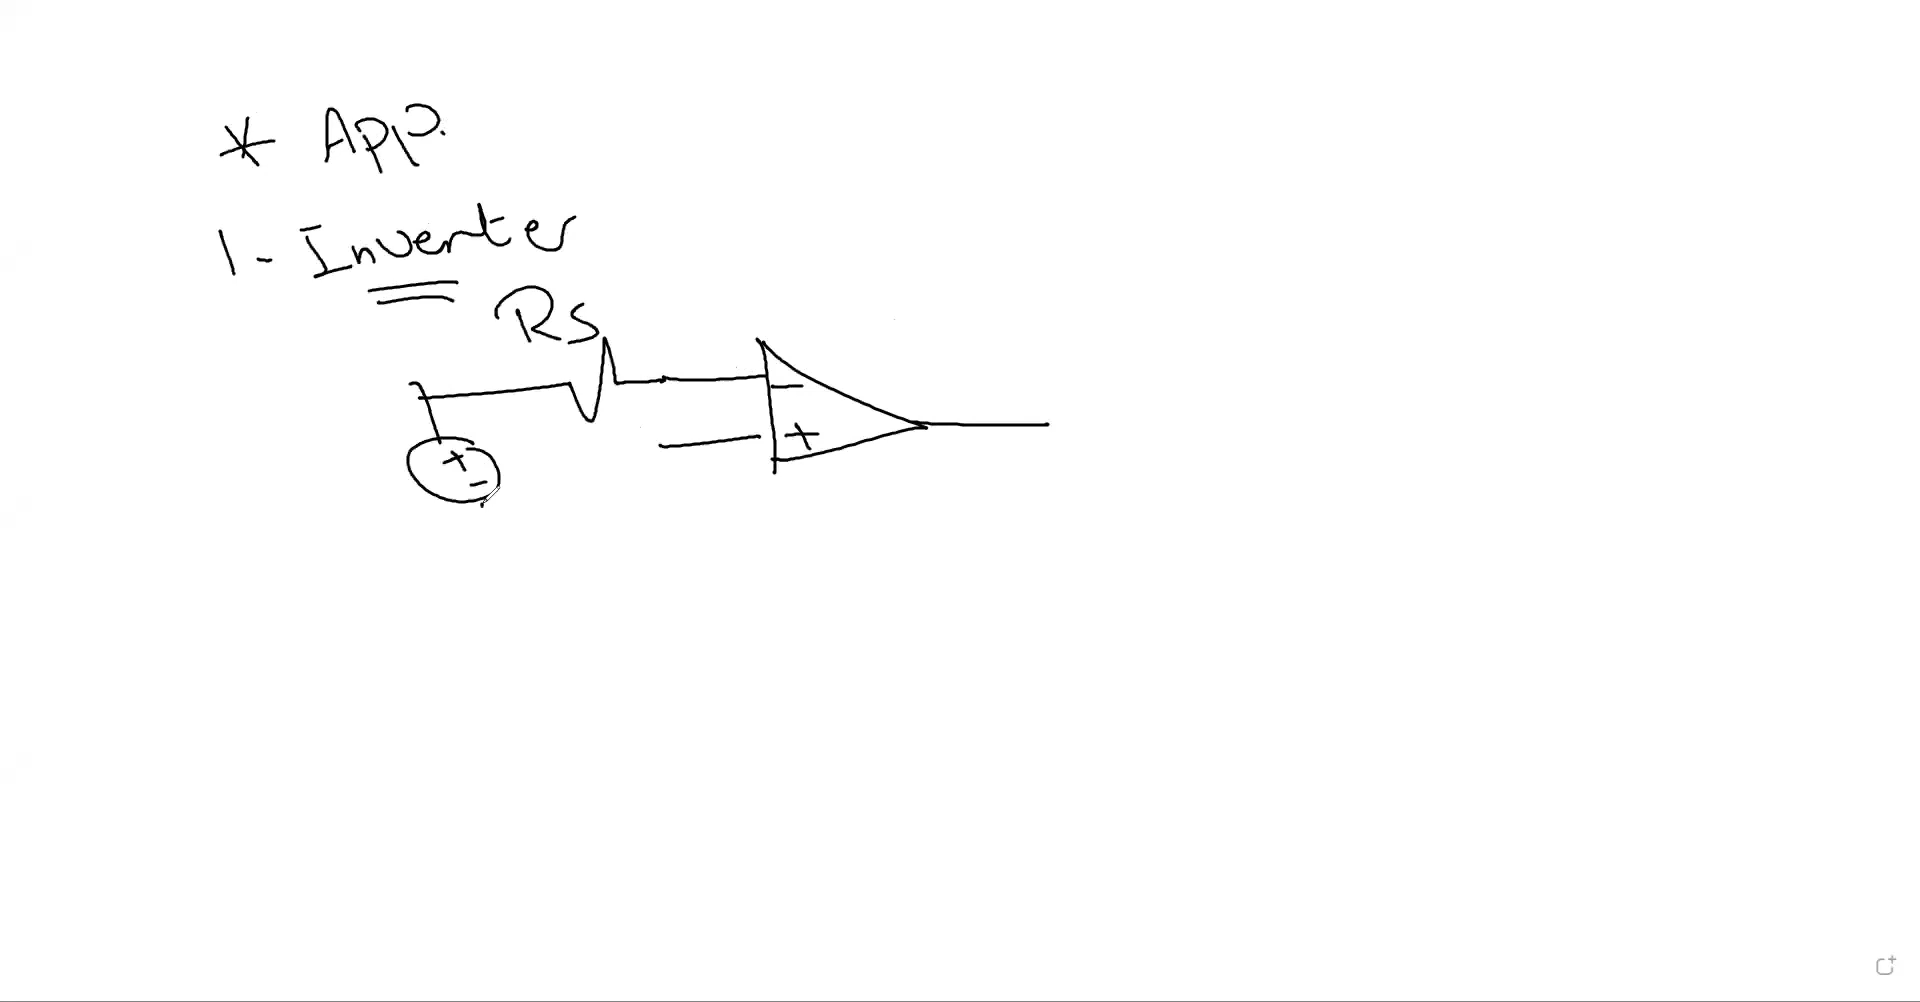 * App.
1- Inverter
Rs
-
+
+
-